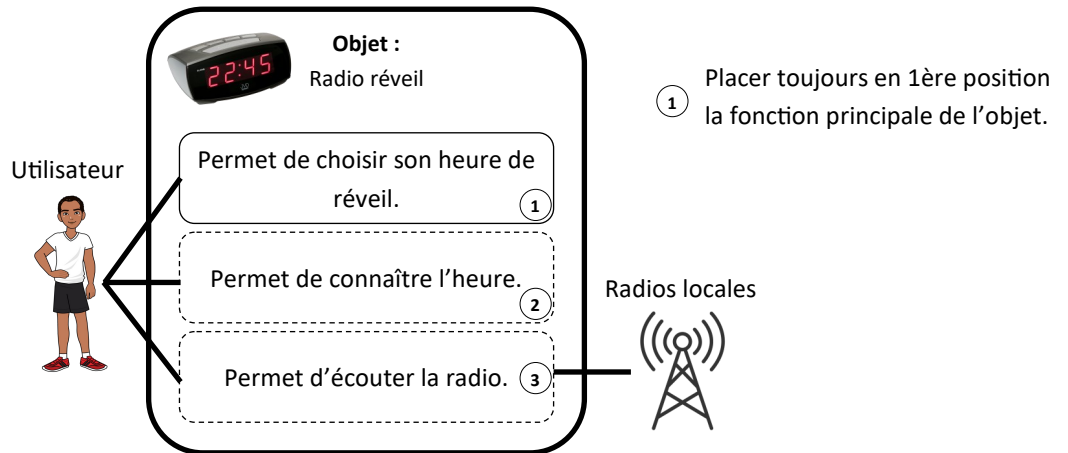 Objet :
Radio réveil
22:45
1
Placer toujours en 1ère position
la fonction principale de l'objet.
Utilisateur
Permet de choisir son heure de
réveil.
1
Permet de connaître l'heure.
2
Radios locales
Permet d'écouter la radio.
3